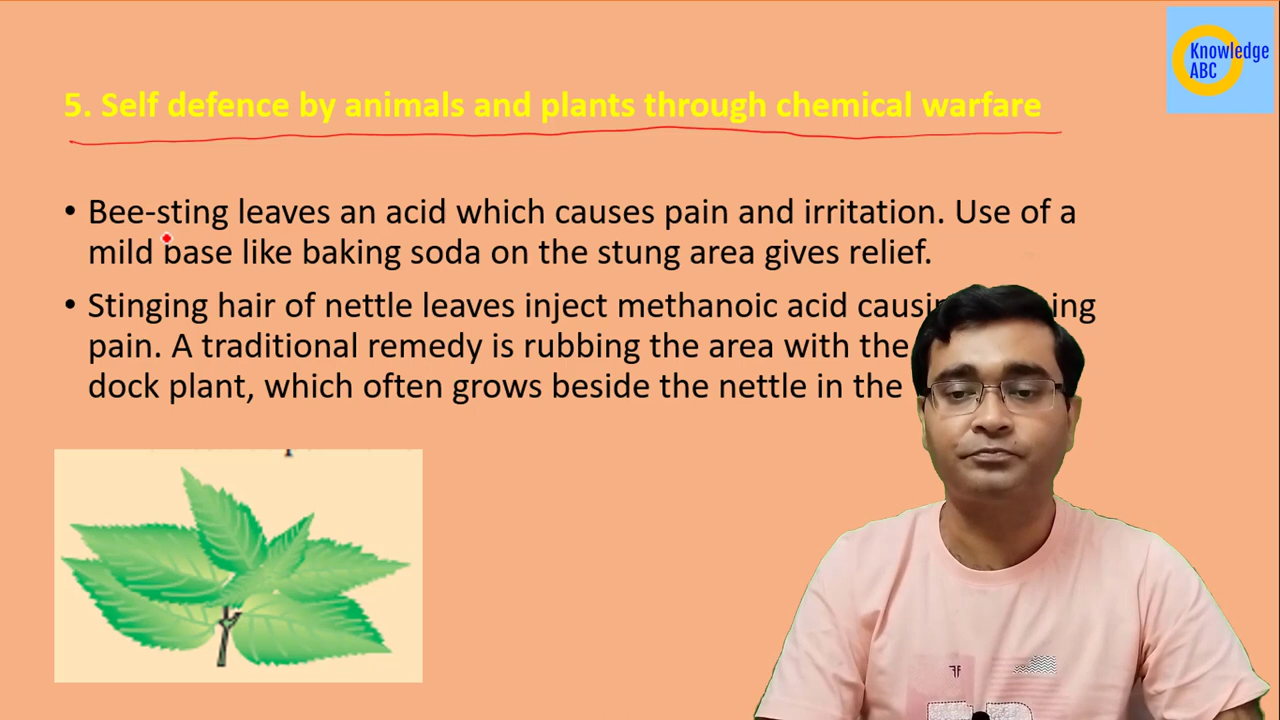 Knowledge
ABC
5. Self defence by animals and plants through chemical warfare
• Bee-sting leaves an acid which causes pain and irritation. Use of a
mild base like baking soda on the stung area gives relief.
• Stinging hair of nettle leaves inject methanoic acid
pain. A traditional remedy is rubbing the area with the
dock plant, which often grows beside the nettle in the